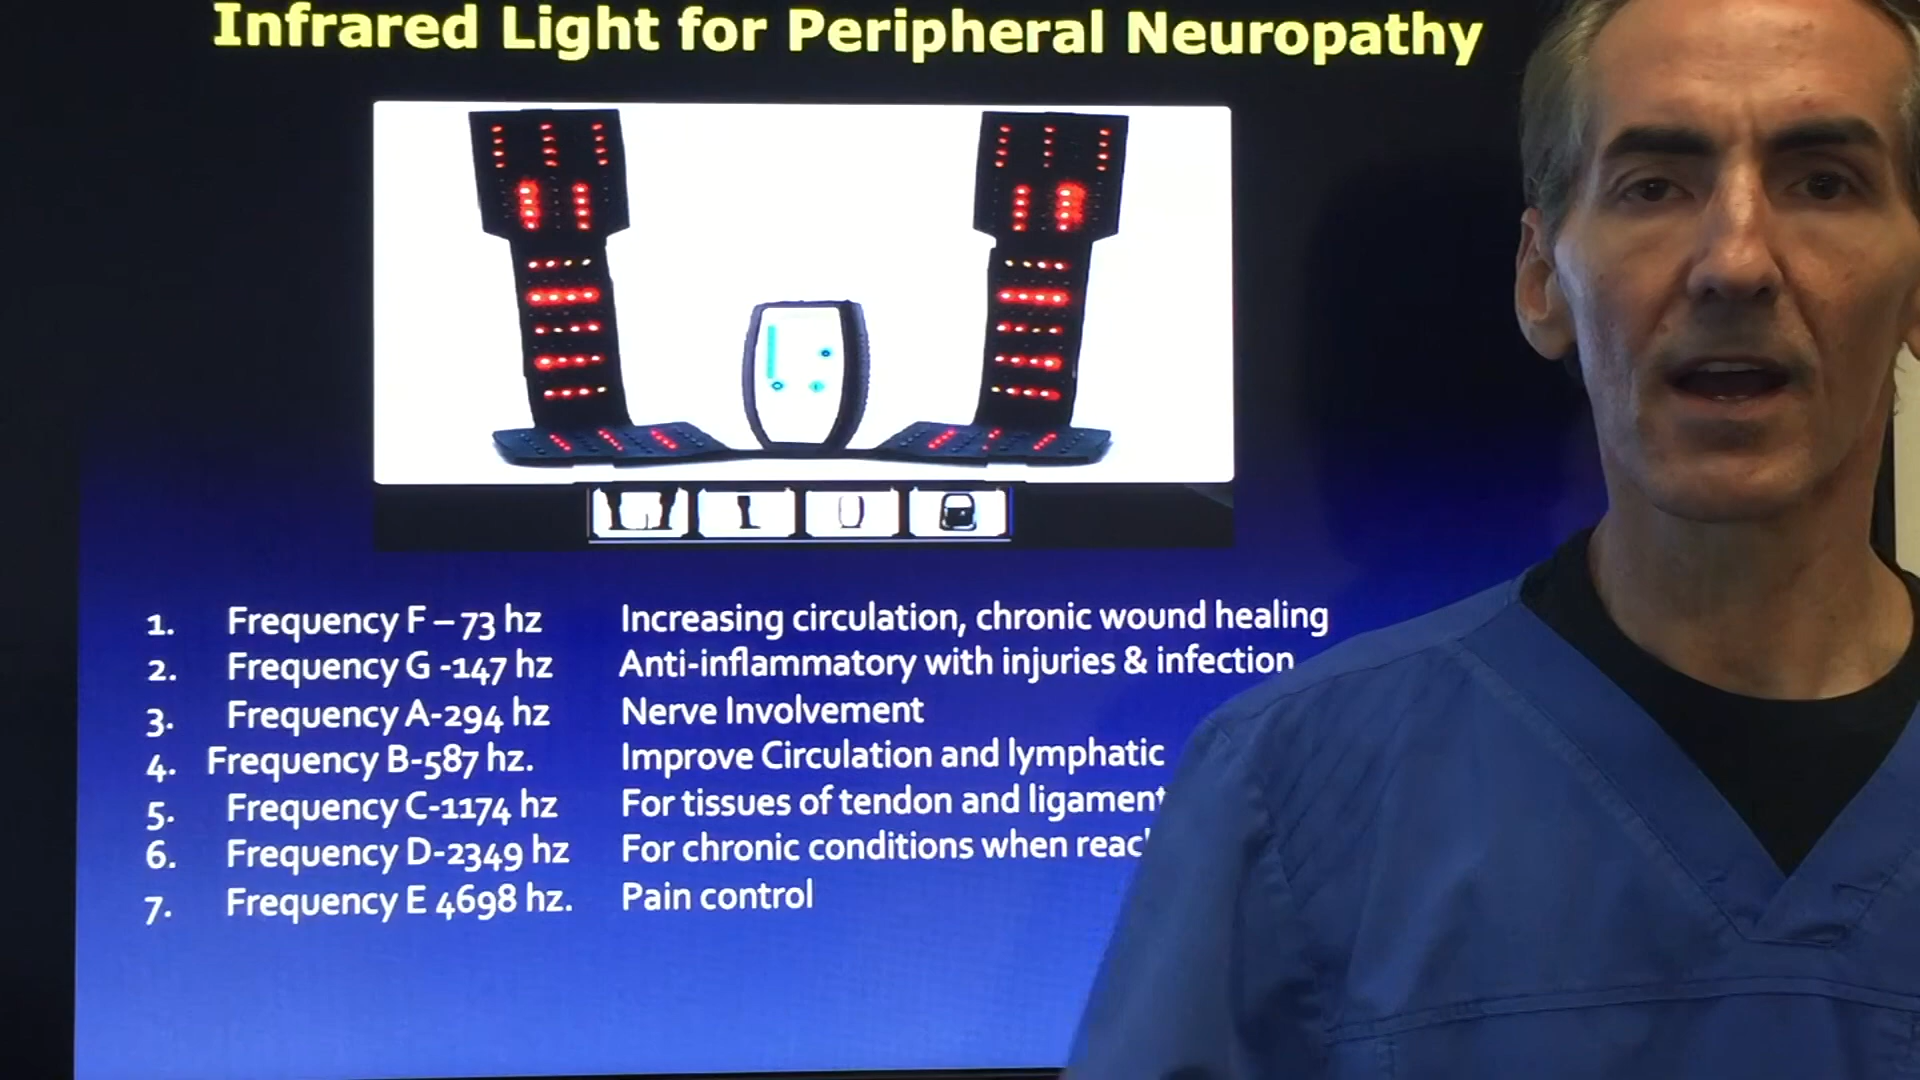 Infrared Light for Peripheral Neuropathy
1. Frequency F – 73 hz Increasing circulation, chronic wound healing
2. Frequency G -147 hz Anti-inflammatory with injuries & infection
3. Frequency A-294 hz Nerve Involvement
4. Frequency B-587 hz. Improve Circulation and lymphatic
5. Frequency C-1174 hz For tissues of tendon and ligament
6. Frequency D-2349 hz For chronic conditions when
7. Frequency E 4698 hz. Pain control